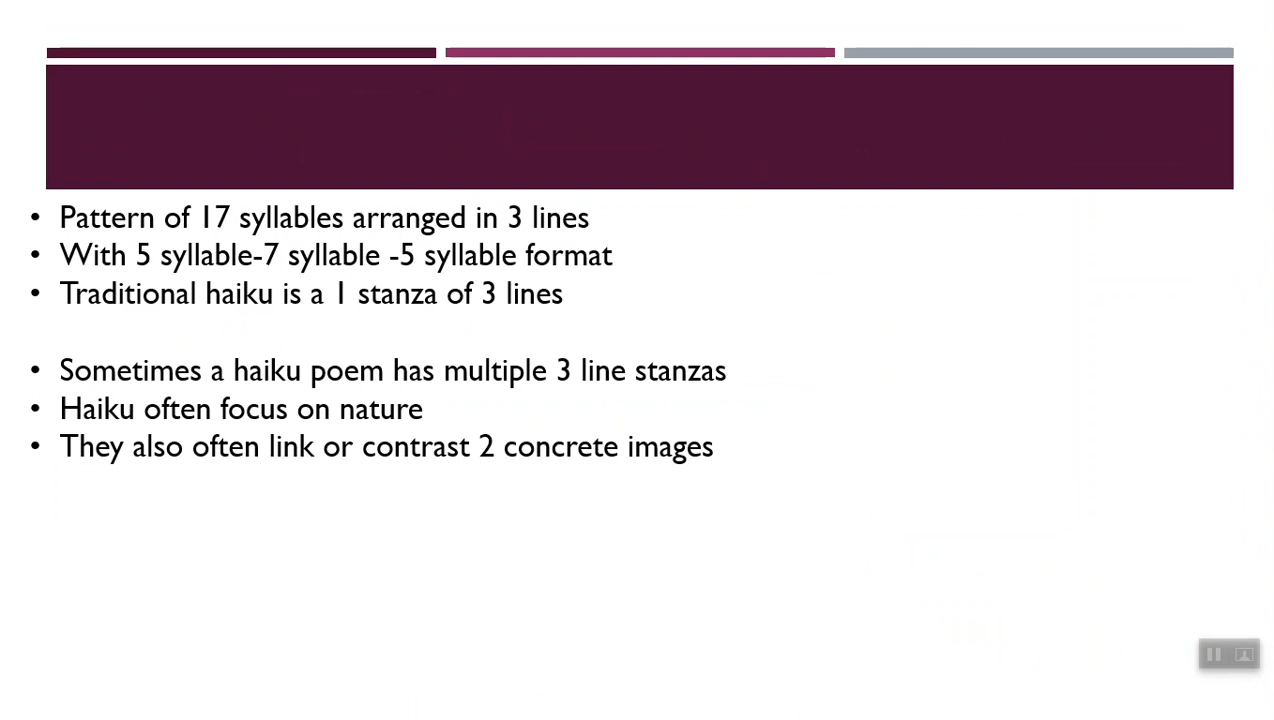 • Pattern of 17 syllables arranged in 3 lines
• With 5 syllable-7 syllable -5 syllable format
• Traditional haiku is a 1 stanza of 3 lines
• Sometimes a haiku poem has multiple 3 line stanzas
• Haiku often focus on nature
• They also often link or contrast 2 concrete images